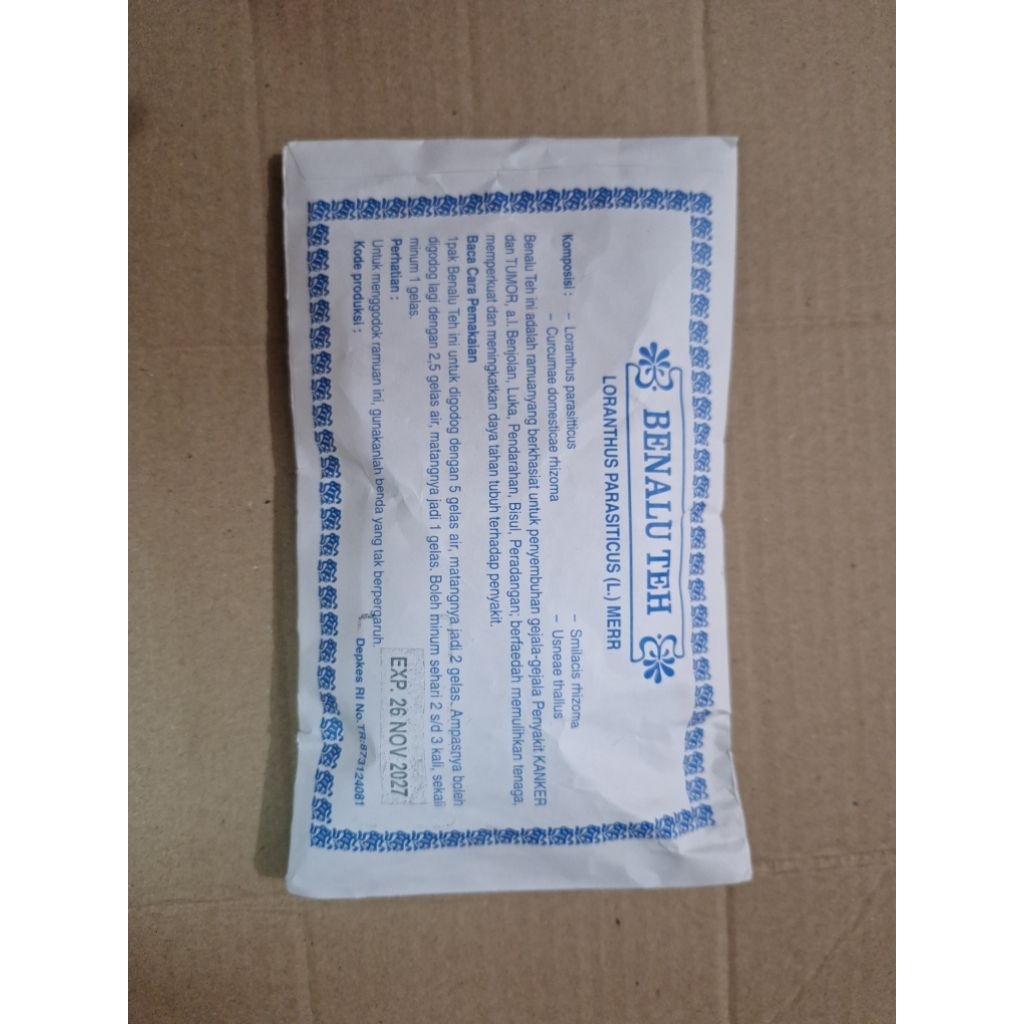 BENALU TEH
LORANTHUS PARASITICUS (L.) MERR
Komposisi : – Loranthus parasitticus – Smilacis rhizoma
– Curcumae domesticae rhizoma – Usneae thallus
Benalu Teh ini adalah ramuanyang berkhasiat untuk penyembuhan gejala-gejala Penyakit KANKER
dan TUMOR, a.l. Benjolan, Luka, Pendarahan, Bisul, Peradangan; berfaedah memulihkan tenaga,
memperkuat dan meningkatkan daya tahan tubuh terhadap penyakit.
Baca Cara Pemakaian
1pak Benalu Teh ini untuk digodog dengan 5 gelas air, matangnya jadi 2 gelas. Ampasnya boleh
digodog lagi dengan 2,5 gelas air, matangnya jadi 1 gelas. Boleh minum sehari 2 s/d 3 kali, sekali
minum 1 gelas.
Perhatian :
Untuk menggodok ramuan ini, gunakanlah benda yang tak berpergaruh.
Kode produksi :
EXP. 26 NOV 2027
Depkes RI No. TR:873124081